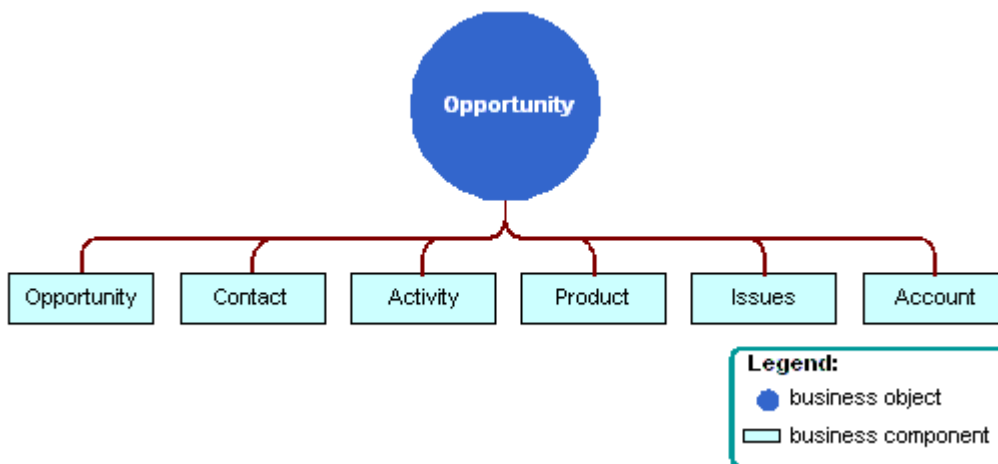 Opportunity
Opportunity
Contact
Activity
Product
Issues
Account
Legend:
business object
business component